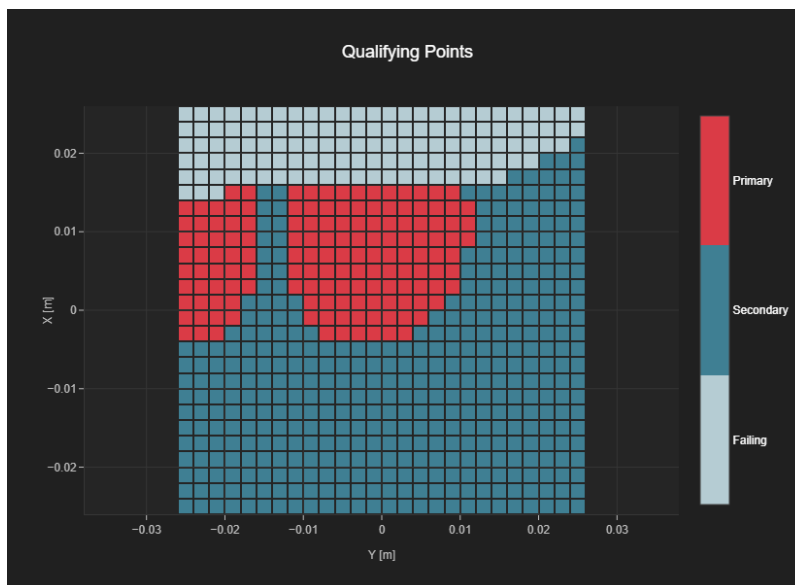 Qualifying Points
0.02
0.01
0
−0.01
−0.02
X [m]
−0.03
−0.02
−0.01
0
0.01
0.02
0.03
Y [m]
Primary
Secondary
Failing